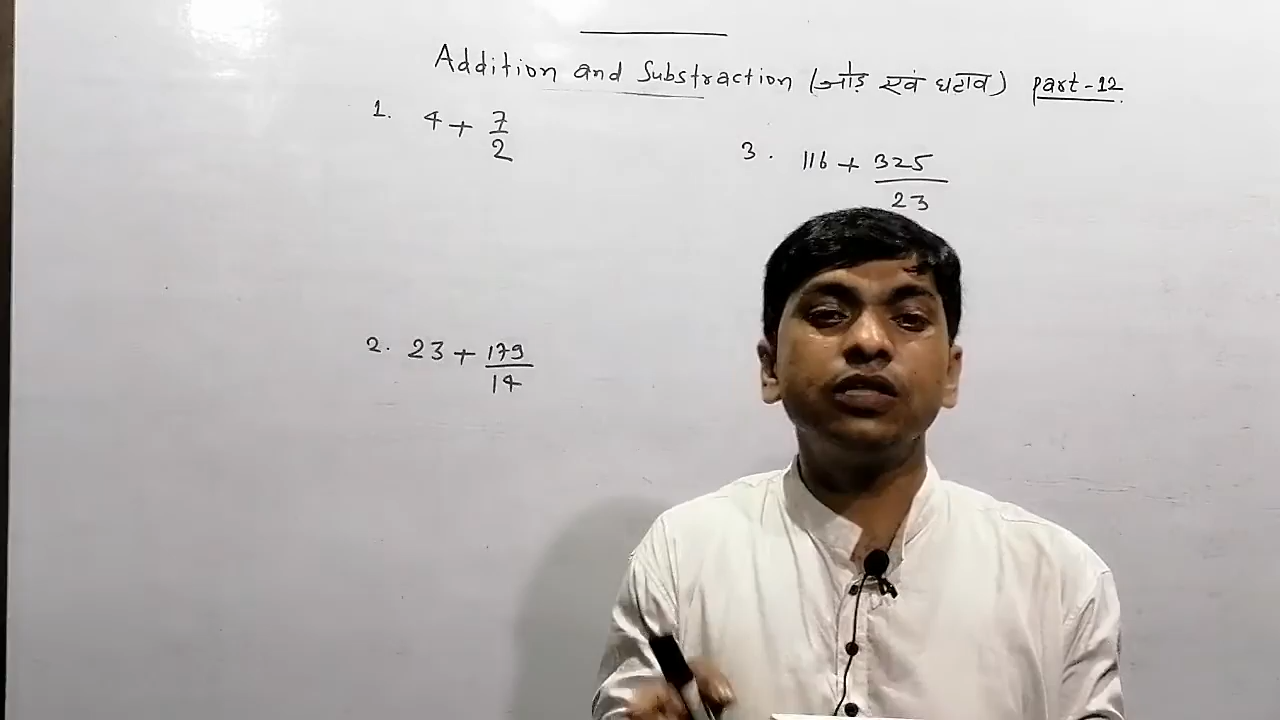 Addition and Substraction (जोड़ एवं घटाव) part-12
1. 4 + 7/2
3. 116 + 325/23
2. 23 + 179/14